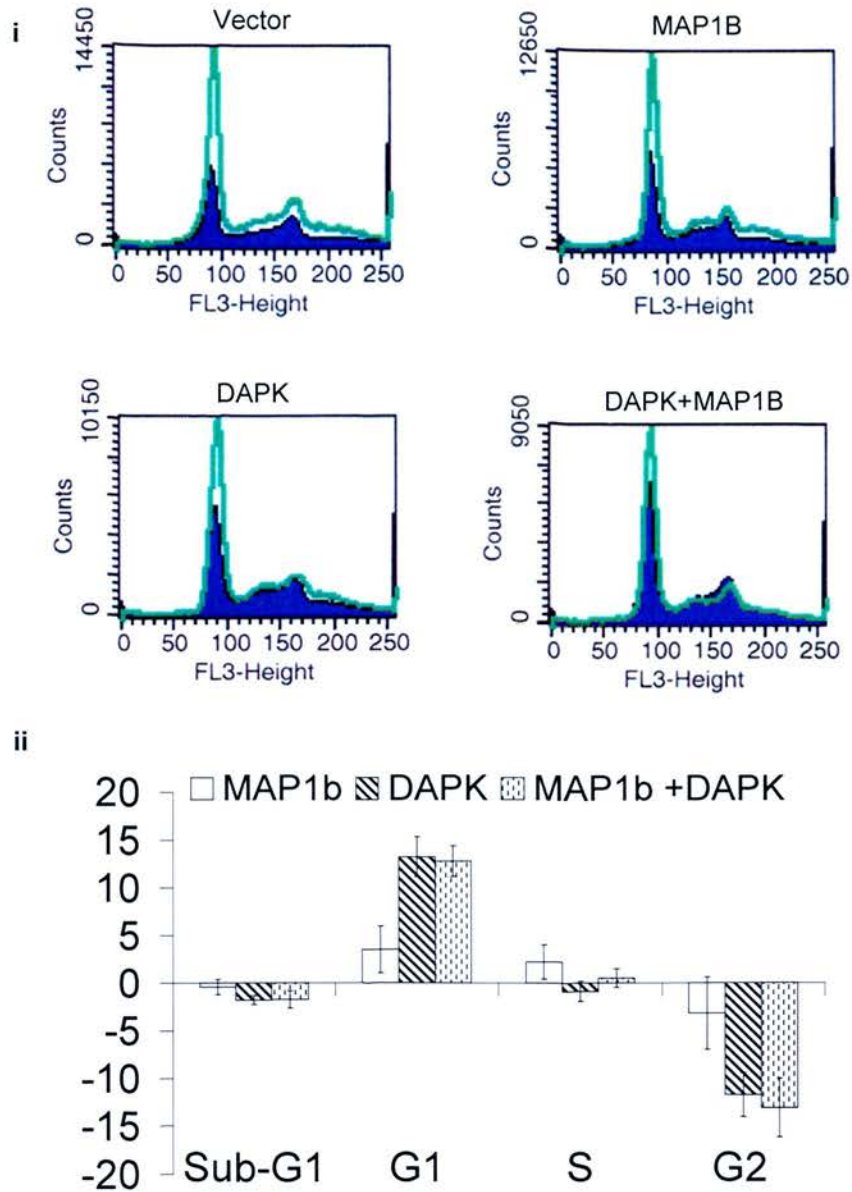 i
Vector
14450
Counts
0
0 50 100 150 200 250
FL3-Height
MAP1B
12650
Counts
0
0 50 100 150 200 250
FL3-Height
DAPK
10150
Counts
0
0 50 100 150 200 250
FL3-Height
DAPK+MAP1B
9050
Counts
0
0 50 100 150 200 250
FL3-Height
ii
MAP1b DAPK MAP1b +DAPK
20
15
10
5
0
-5
-10
-15
-20
Sub-G1 G1 S G2